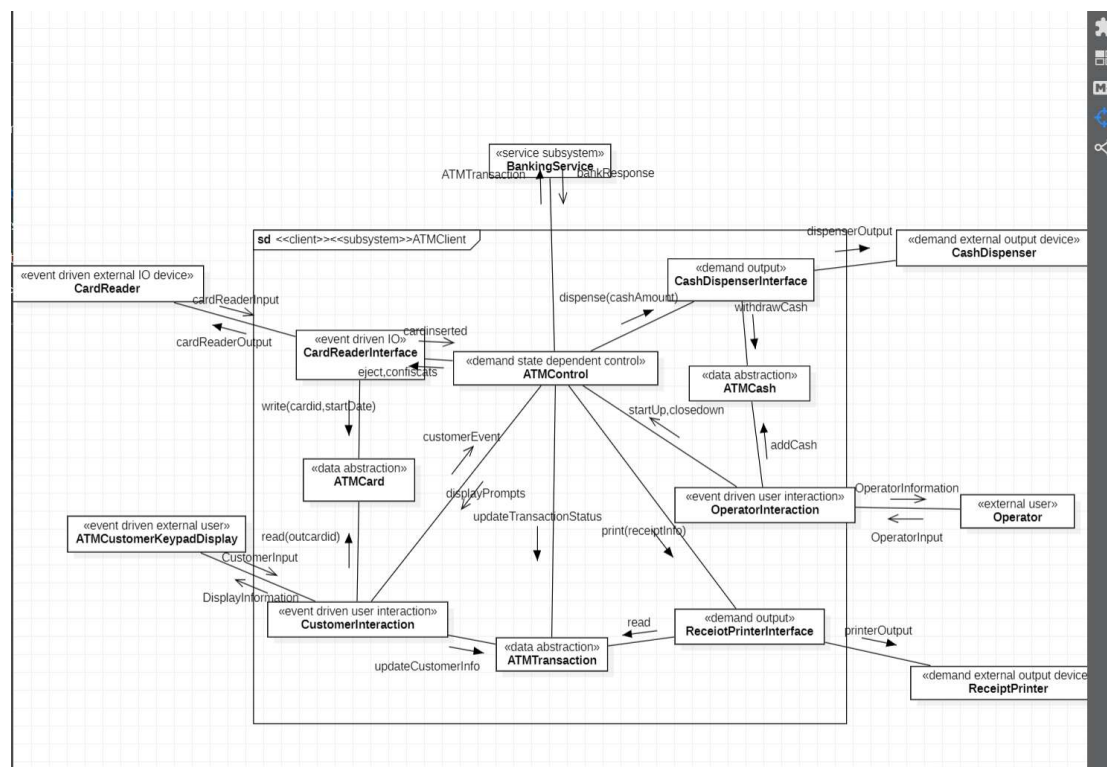 «service subsystem»
BankingService
ATMTransaction
bankResponse
sd <<client>><<subsystem>>ATMClient
dispenserOutput
«demand external output device»
CashDispenser
«event driven external IO device»
CardReader
«demand output»
CashDispenserInterface
cardReaderInput
dispense(cashAmount)
withdrawCash
cardReaderOutput
«event driven IO»
CardReaderInterface
cardinserted
eject,confiscats
«demand state dependent control»
ATMControl
«data abstraction»
ATMCash
write(cardid,startDate)
startUp,closedown
customerEvent
addCash
«data abstraction»
ATMCard
displayPrompts
«event driven user interaction»
OperatorInteraction
OperatorInformation
«external user»
Operator
OperatorInput
updateTransactionStatus
print(receiptInfo)
«event driven external user»
ATMCustomerKeypadDisplay
read(outcardid)
CustomerInput
DisplayInformation
«event driven user interaction»
CustomerInteraction
read
«demand output»
ReceiotPrinterInterface
printerOutput
«data abstraction»
ATMTransaction
updateCustomerInfo
«demand external output device
ReceiptPrinter
M